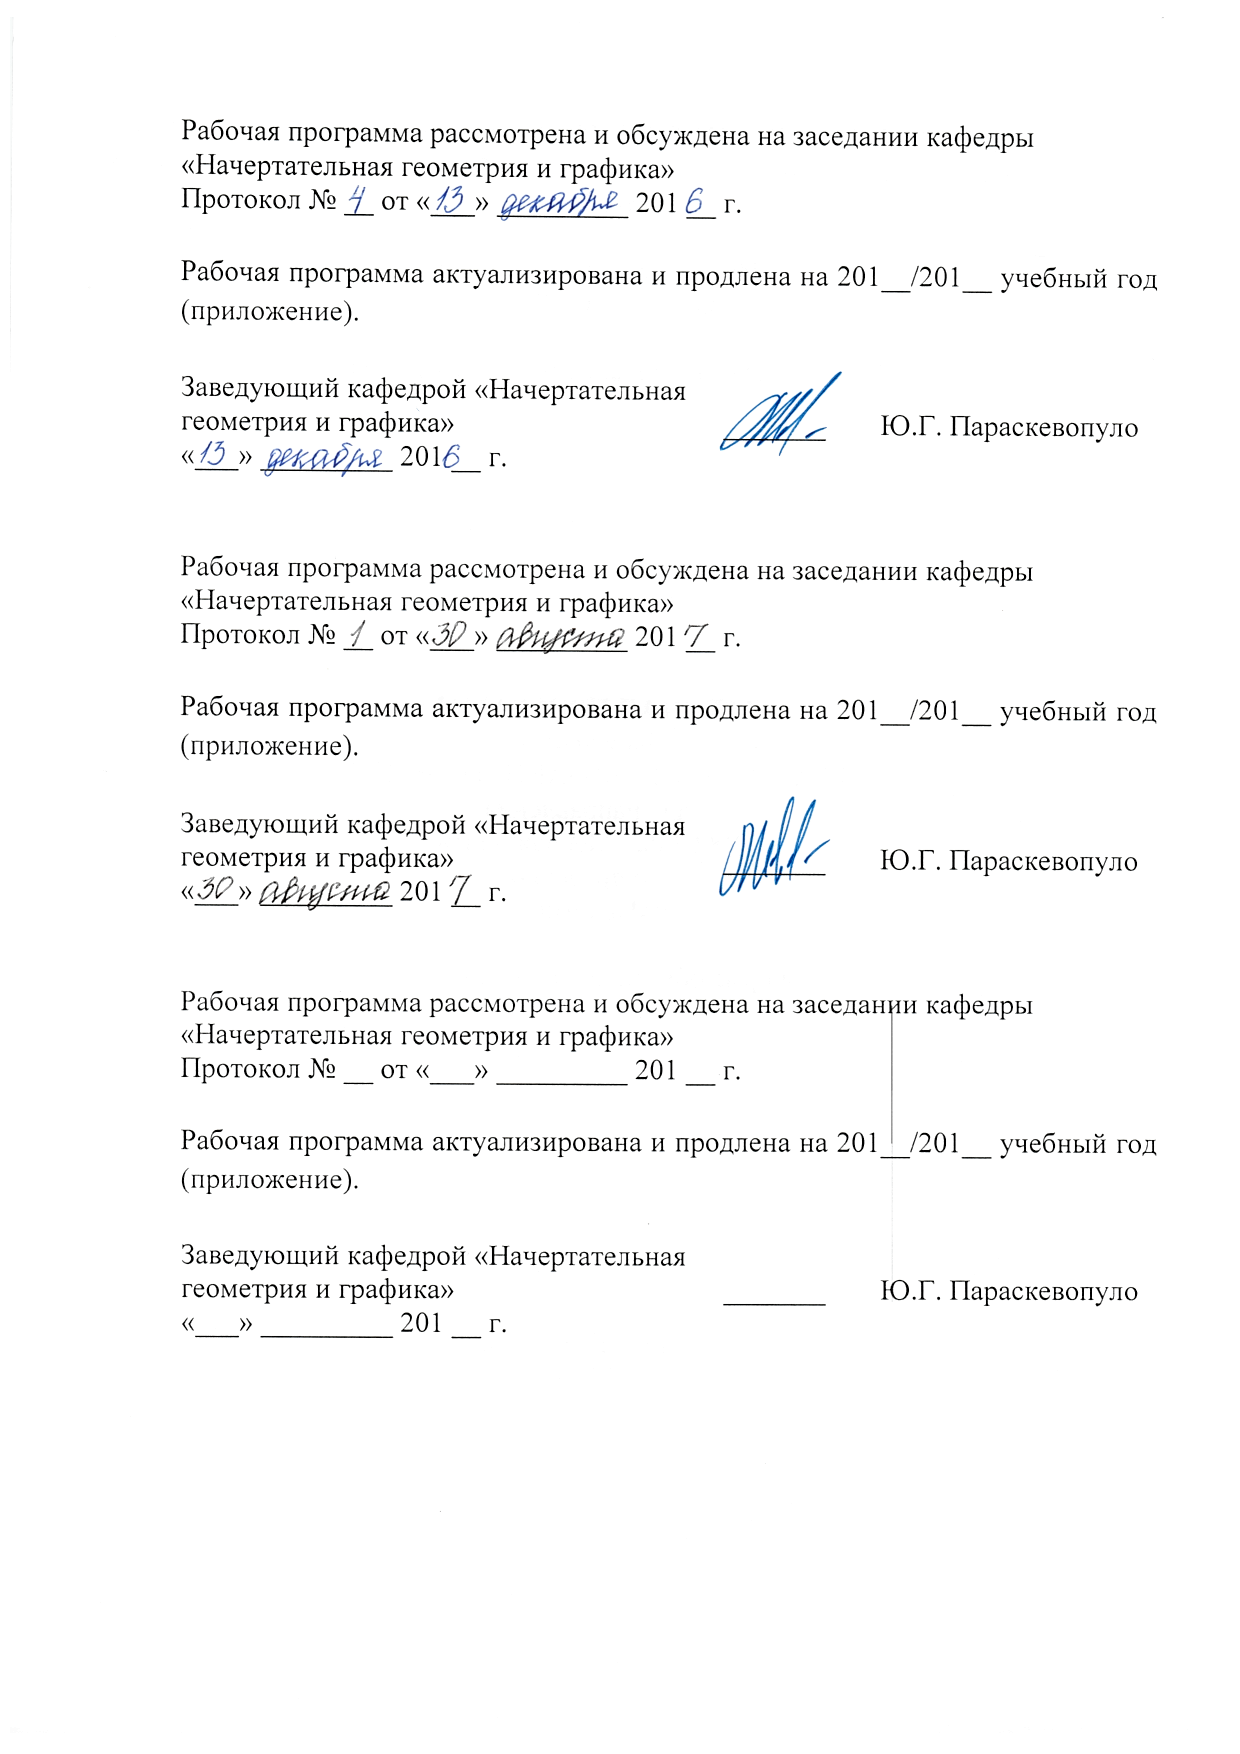 Рабочая программа рассмотрена и обсуждена на заседании кафедры
«Начертательная геометрия и графика»
Протокол № 4 от «13» декабря 2016 г.
Рабочая программа актуализирована и продлена на 201__/201__ учебный год
(приложение).
Заведующий кафедрой «Начертательная
геометрия и графика» Ю.Г. Параскевопуло
«13» декабря 2016 г.
Рабочая программа рассмотрена и обсуждена на заседании кафедры
«Начертательная геометрия и графика»
Протокол № 1 от «30» августа 2017 г.
Рабочая программа актуализирована и продлена на 201__/201__ учебный год
(приложение).
Заведующий кафедрой «Начертательная
геометрия и графика» Ю.Г. Параскевопуло
«30» августа 2017 г.
Рабочая программа рассмотрена и обсуждена на заседании кафедры
«Начертательная геометрия и графика»
Протокол № __ от «___» _________ 201 __ г.
Рабочая программа актуализирована и продлена на 201__/201__ учебный год
(приложение).
Заведующий кафедрой «Начертательная
геометрия и графика» _______ Ю.Г. Параскевопуло
«___» _________ 201 __ г.